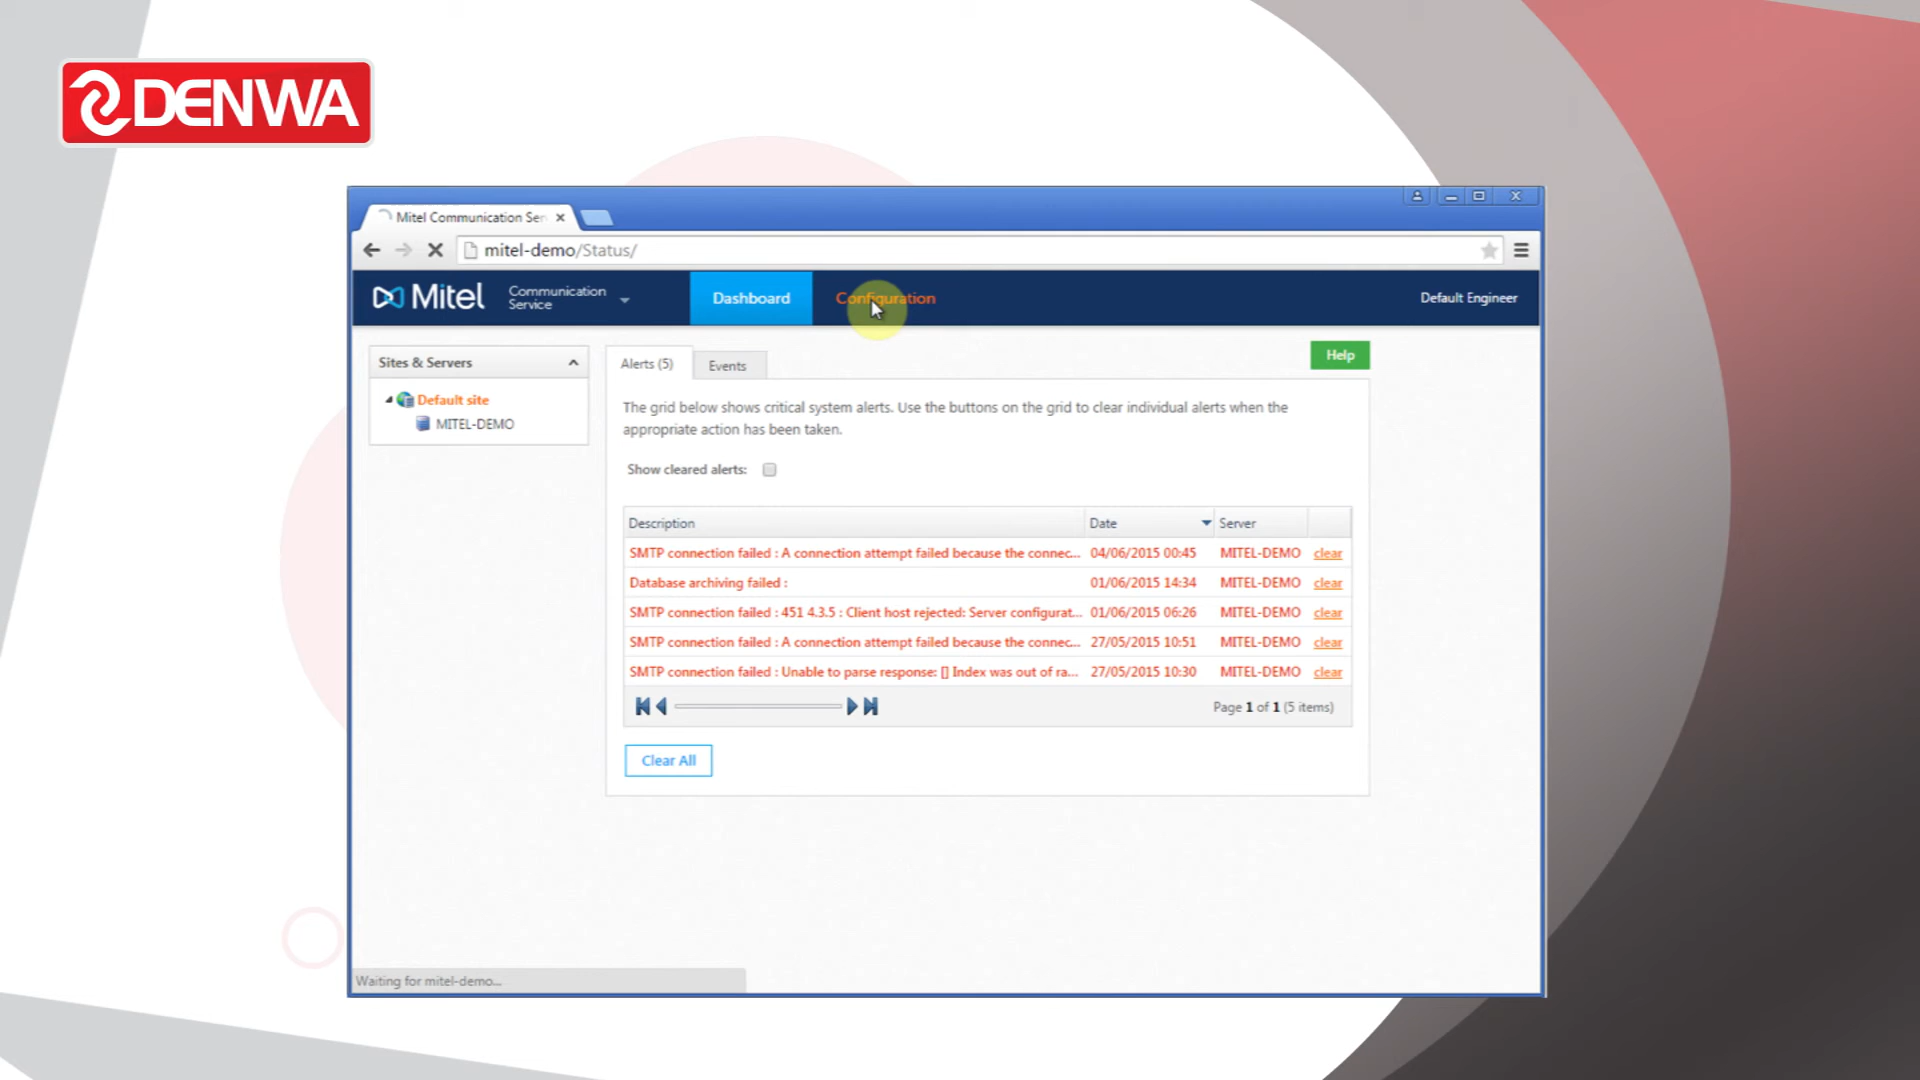 DENWA
Mitel Communication Ser
mitel-demo/Status/
Mitel
Communication
Service
Dashboard
Configuration
Default Engineer
Sites & Servers
Default site
MITEL-DEMO
Alerts (5)
Events
Help
The grid below shows critical system alerts. Use the buttons on the grid to clear individual alerts when the
appropriate action has been taken.
Show cleared alerts:
Description Date Server
SMTP connection failed : A connection attempt failed because the connec... 04/06/2015 00:45 MITEL-DEMO clear
Database archiving failed : 01/06/2015 14:34 MITEL-DEMO clear
SMTP connection failed : 451 4.3.5 : Client host rejected: Server configurat... 01/06/2015 06:26 MITEL-DEMO clear
SMTP connection failed : A connection attempt failed because the connec... 27/05/2015 10:51 MITEL-DEMO clear
SMTP connection failed : Unable to parse response: [] Index was out of ra... 27/05/2015 10:30 MITEL-DEMO clear
Page 1 of 1 (5 items)
Clear All
Waiting for mitel-demo...